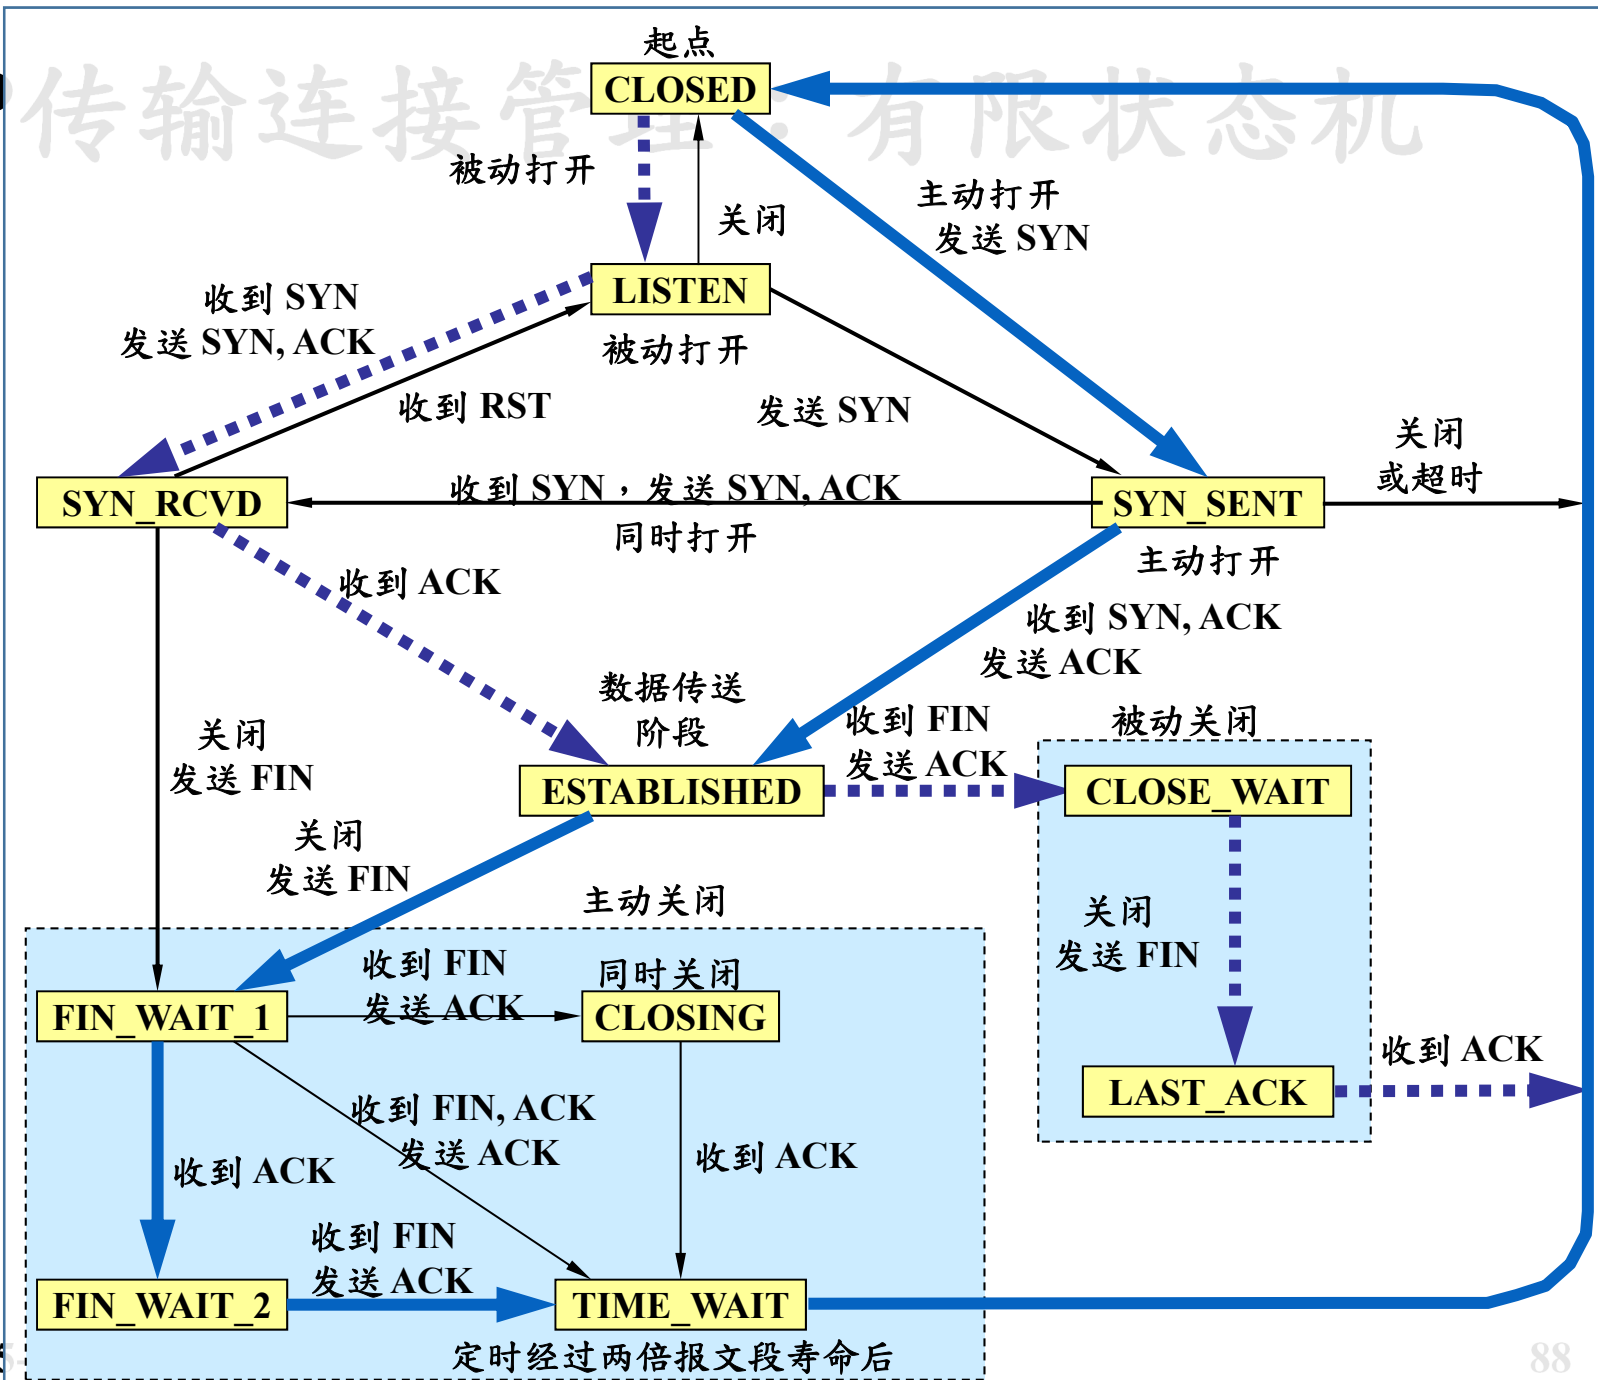 起点
CLOSED
传输连接管理：有限状态机
被动打开
主动打开
发送 SYN
关闭
LISTEN
收到 SYN
发送 SYN, ACK
被动打开
收到 RST
发送 SYN
关闭
或超时
SYN_RCVD
收到 SYN，发送 SYN, ACK
同时打开
SYN_SENT
主动打开
收到 ACK
收到 SYN, ACK
发送 ACK
数据传送
阶段
收到 FIN
发送 ACK
被动关闭
关闭
发送 FIN
ESTABLISHED
CLOSE_WAIT
关闭
发送 FIN
主动关闭
关闭
发送 FIN
收到 FIN
发送 ACK
同时关闭
FIN_WAIT_1
CLOSING
收到 ACK
LAST_ACK
收到 FIN, ACK
发送 ACK
收到 ACK
收到 ACK
收到 FIN
发送 ACK
FIN_WAIT_2
TIME_WAIT
定时经过两倍报文段寿命后
88